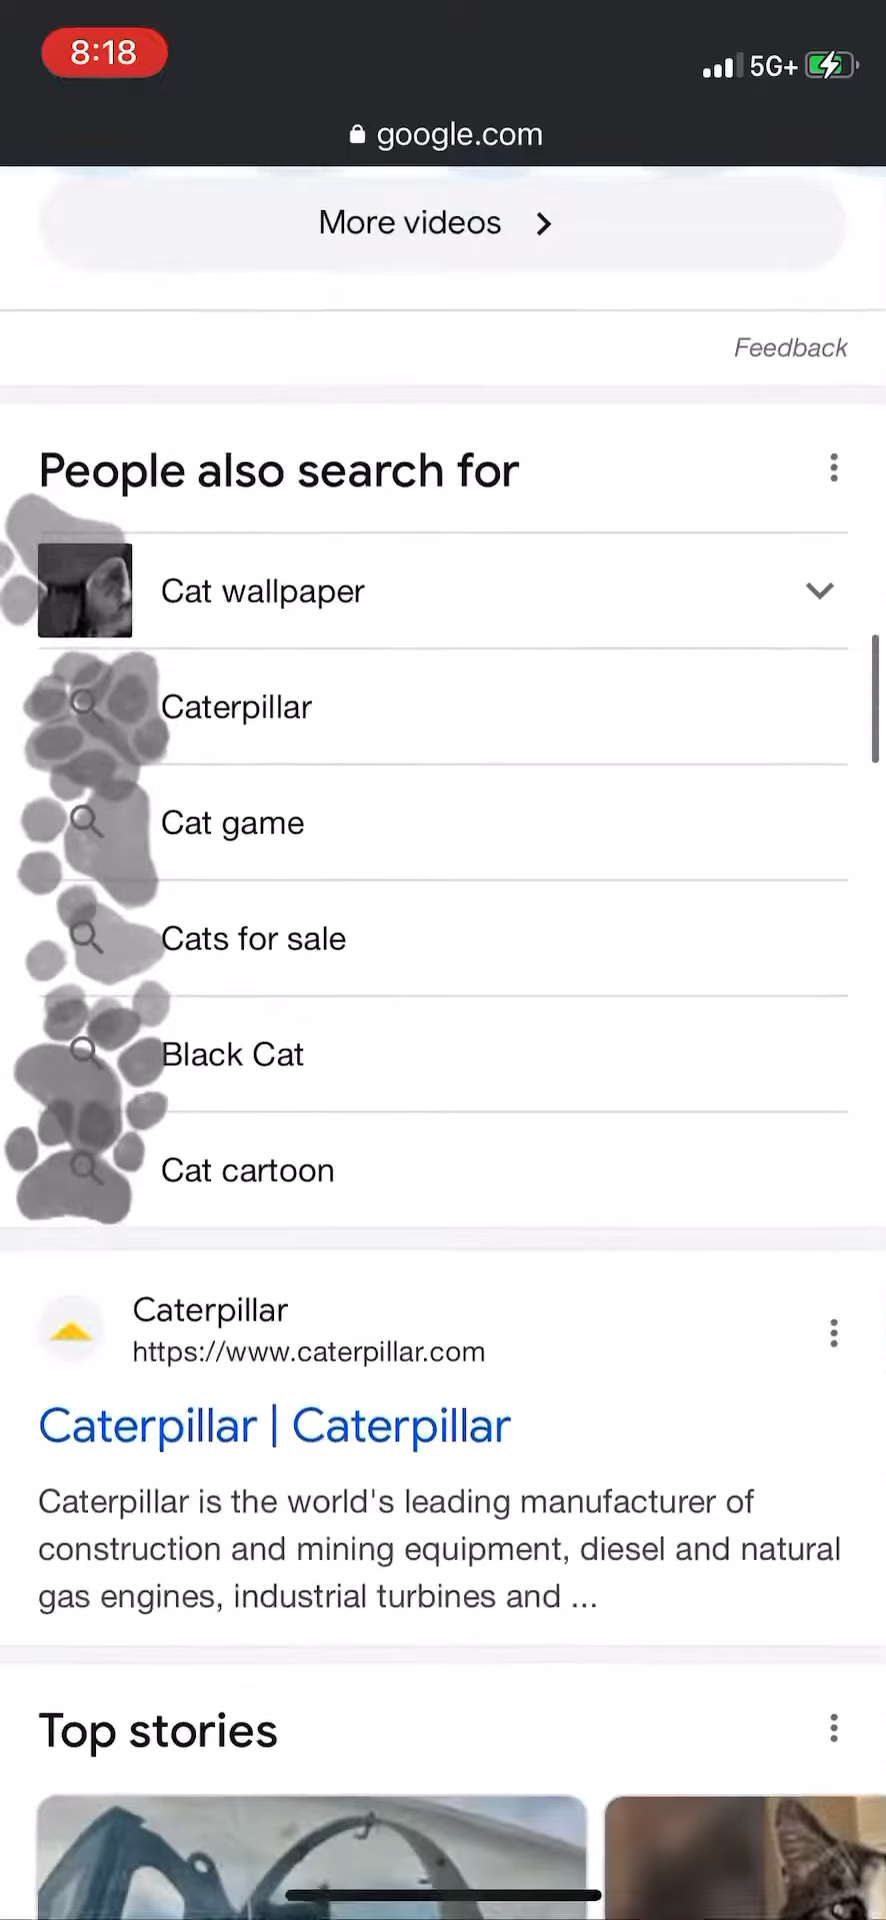 8:18
5G+
google.com
More videos
Feedback
People also search for
Cat wallpaper
Caterpillar
Cat game
Cats for sale
Black Cat
Cat cartoon
Caterpillar
https://www.caterpillar.com
Caterpillar | Caterpillar
Caterpillar is the world's leading manufacturer of
construction and mining equipment, diesel and natural
gas engines, industrial turbines and ...
Top stories